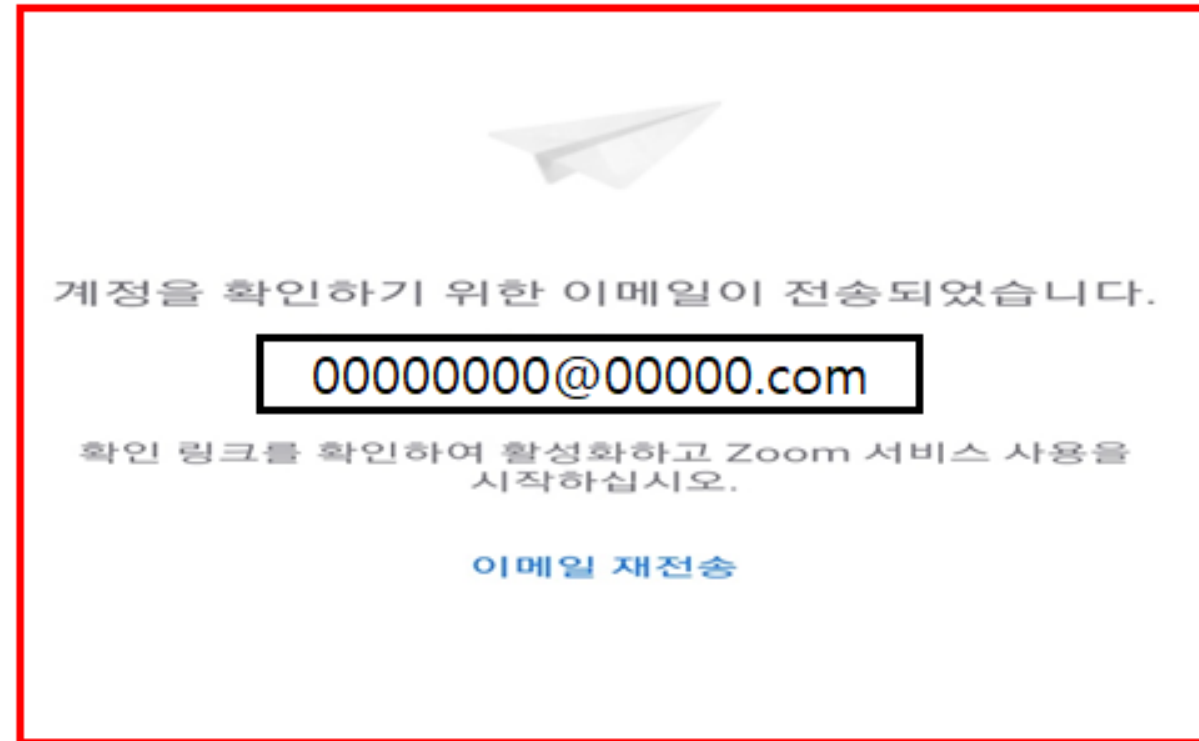 계정을 확인하기 위한 이메일이 전송되었습니다.
00000000@00000.com
확인 링크를 확인하여 활성화하고 Zoom 서비스 사용을
시작하십시오.
이메일 재전송